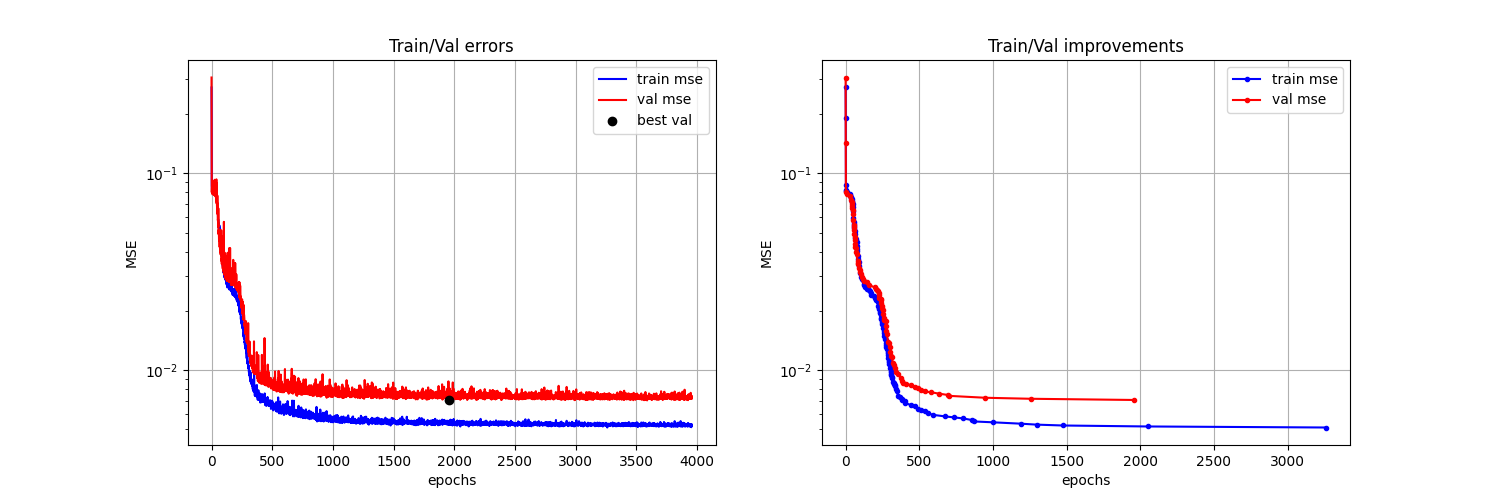 Train/Val errors
train mse
val mse
best val
MSE
10⁻¹
10⁻²
0 500 1000 1500 2000 2500 3000 3500 4000
epochs
Train/Val improvements
train mse
val mse
MSE
10⁻¹
10⁻²
0 500 1000 1500 2000 2500 3000
epochs